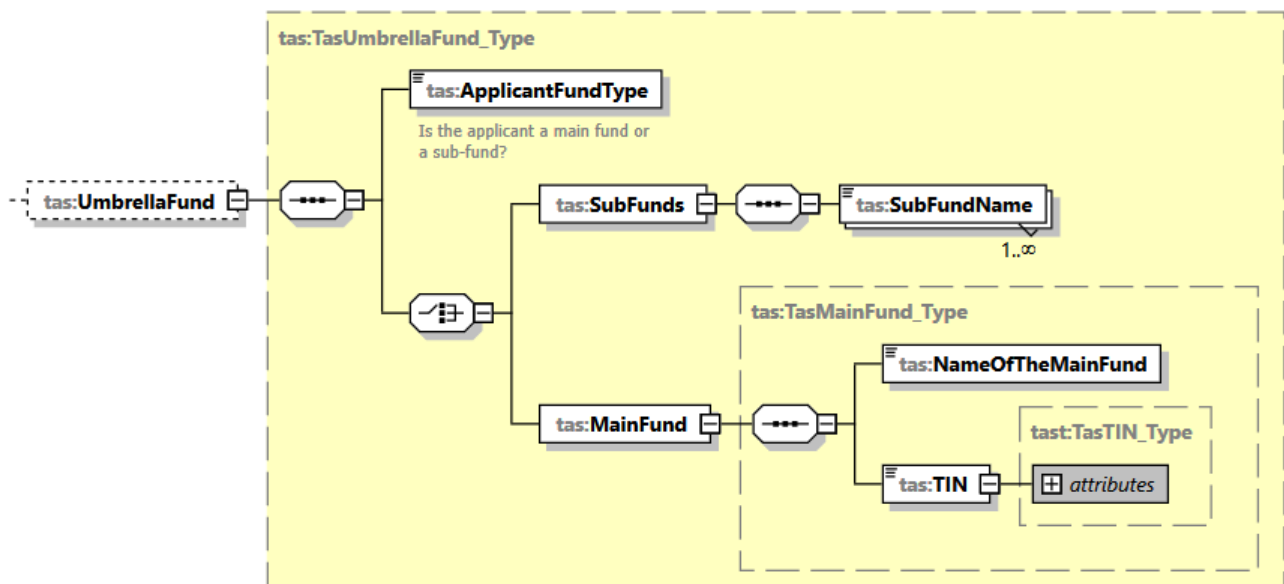 tas:TasUmbrellaFund_Type
tas:ApplicantFundType
Is the applicant a main fund or
a sub-fund?
tas:UmbrellaFund
tas:SubFunds
tas:SubFundName
1..∞
tas:TasMainFund_Type
tas:NameOfTheMainFund
tas:MainFund
tast:TasTIN_Type
tas:TIN
attributes